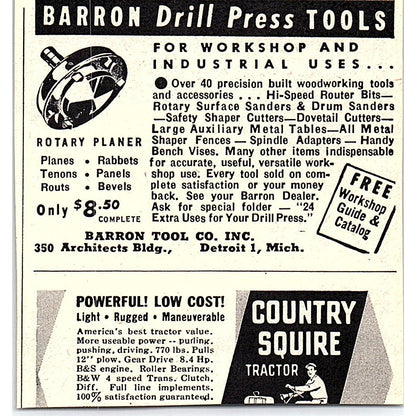 BARRON Drill Press TOOLS
FOR WORKSHOP AND
INDUSTRIAL USES...
● Over 40 precision built woodworking tools
and accessories . . . Hi-Speed Router Bits—
Rotary Surface Sanders & Drum Sanders
—Safety Shaper Cutters—Dovetail Cutters—
Large Auxiliary Metal Tables—All Metal
Shaper Fences — Spindle Adapters — Handy
Bench Vises. Many other items indispensable
for accurate, useful, versatile work-
shop use. Every tool sold on com-
plete satisfaction or your money
back. See your Barron Dealer.
Ask for special folder — "24
Extra Uses for Your Drill Press."
ROTARY PLANER
Planes • Rabbets
Tenons • Panels
Routs • Bevels
Only $8.50 COMPLETE
FREE
Workshop
Guide &
Catalog
BARRON TOOL CO. INC.
350 Architects Bldg., Detroit 1, Mich.
POWERFUL! LOW COST!
Light • Rugged • Maneuverable
America's best tractor value.
More useable power -- pulling,
pushing, driving. 770 lbs. Pulls
12" plow. Gear Drive 8.4 Hp.
B&S engine. Roller Bearings,
B&W 4 speed Trans. Clutch,
Diff. Full line implements.
100% satisfaction guaranteed.
COUNTRY
SQUIRE
TRACTOR